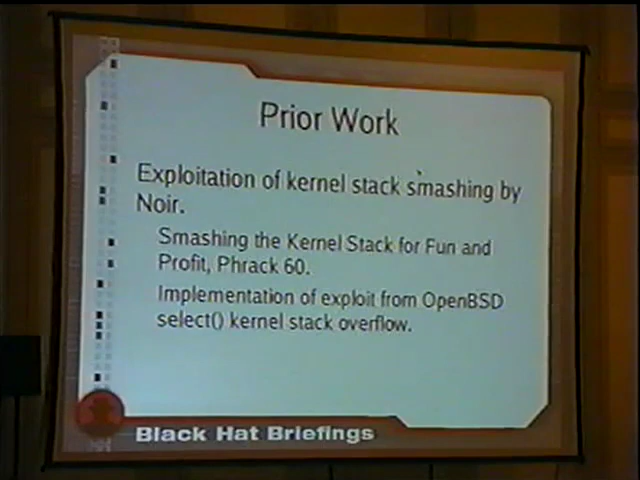 Prior Work
Exploitation of kernel stack smashing by
Noir.
Smashing the Kernel Stack for Fun and
Profit, Phrack 60.
Implementation of exploit from OpenBSD
select() kernel stack overflow.
Black Hat Briefings